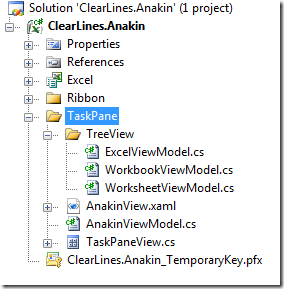 Solution 'ClearLines.Anakin' (1 project)
ClearLines.Anakin
Properties
References
Excel
Ribbon
TaskPane
TreeView
ExcelViewModel.cs
WorkbookViewModel.cs
WorksheetViewModel.cs
AnakinView.xaml
AnakinViewModel.cs
TaskPaneView.cs
ClearLines.Anakin_TemporaryKey.pfx